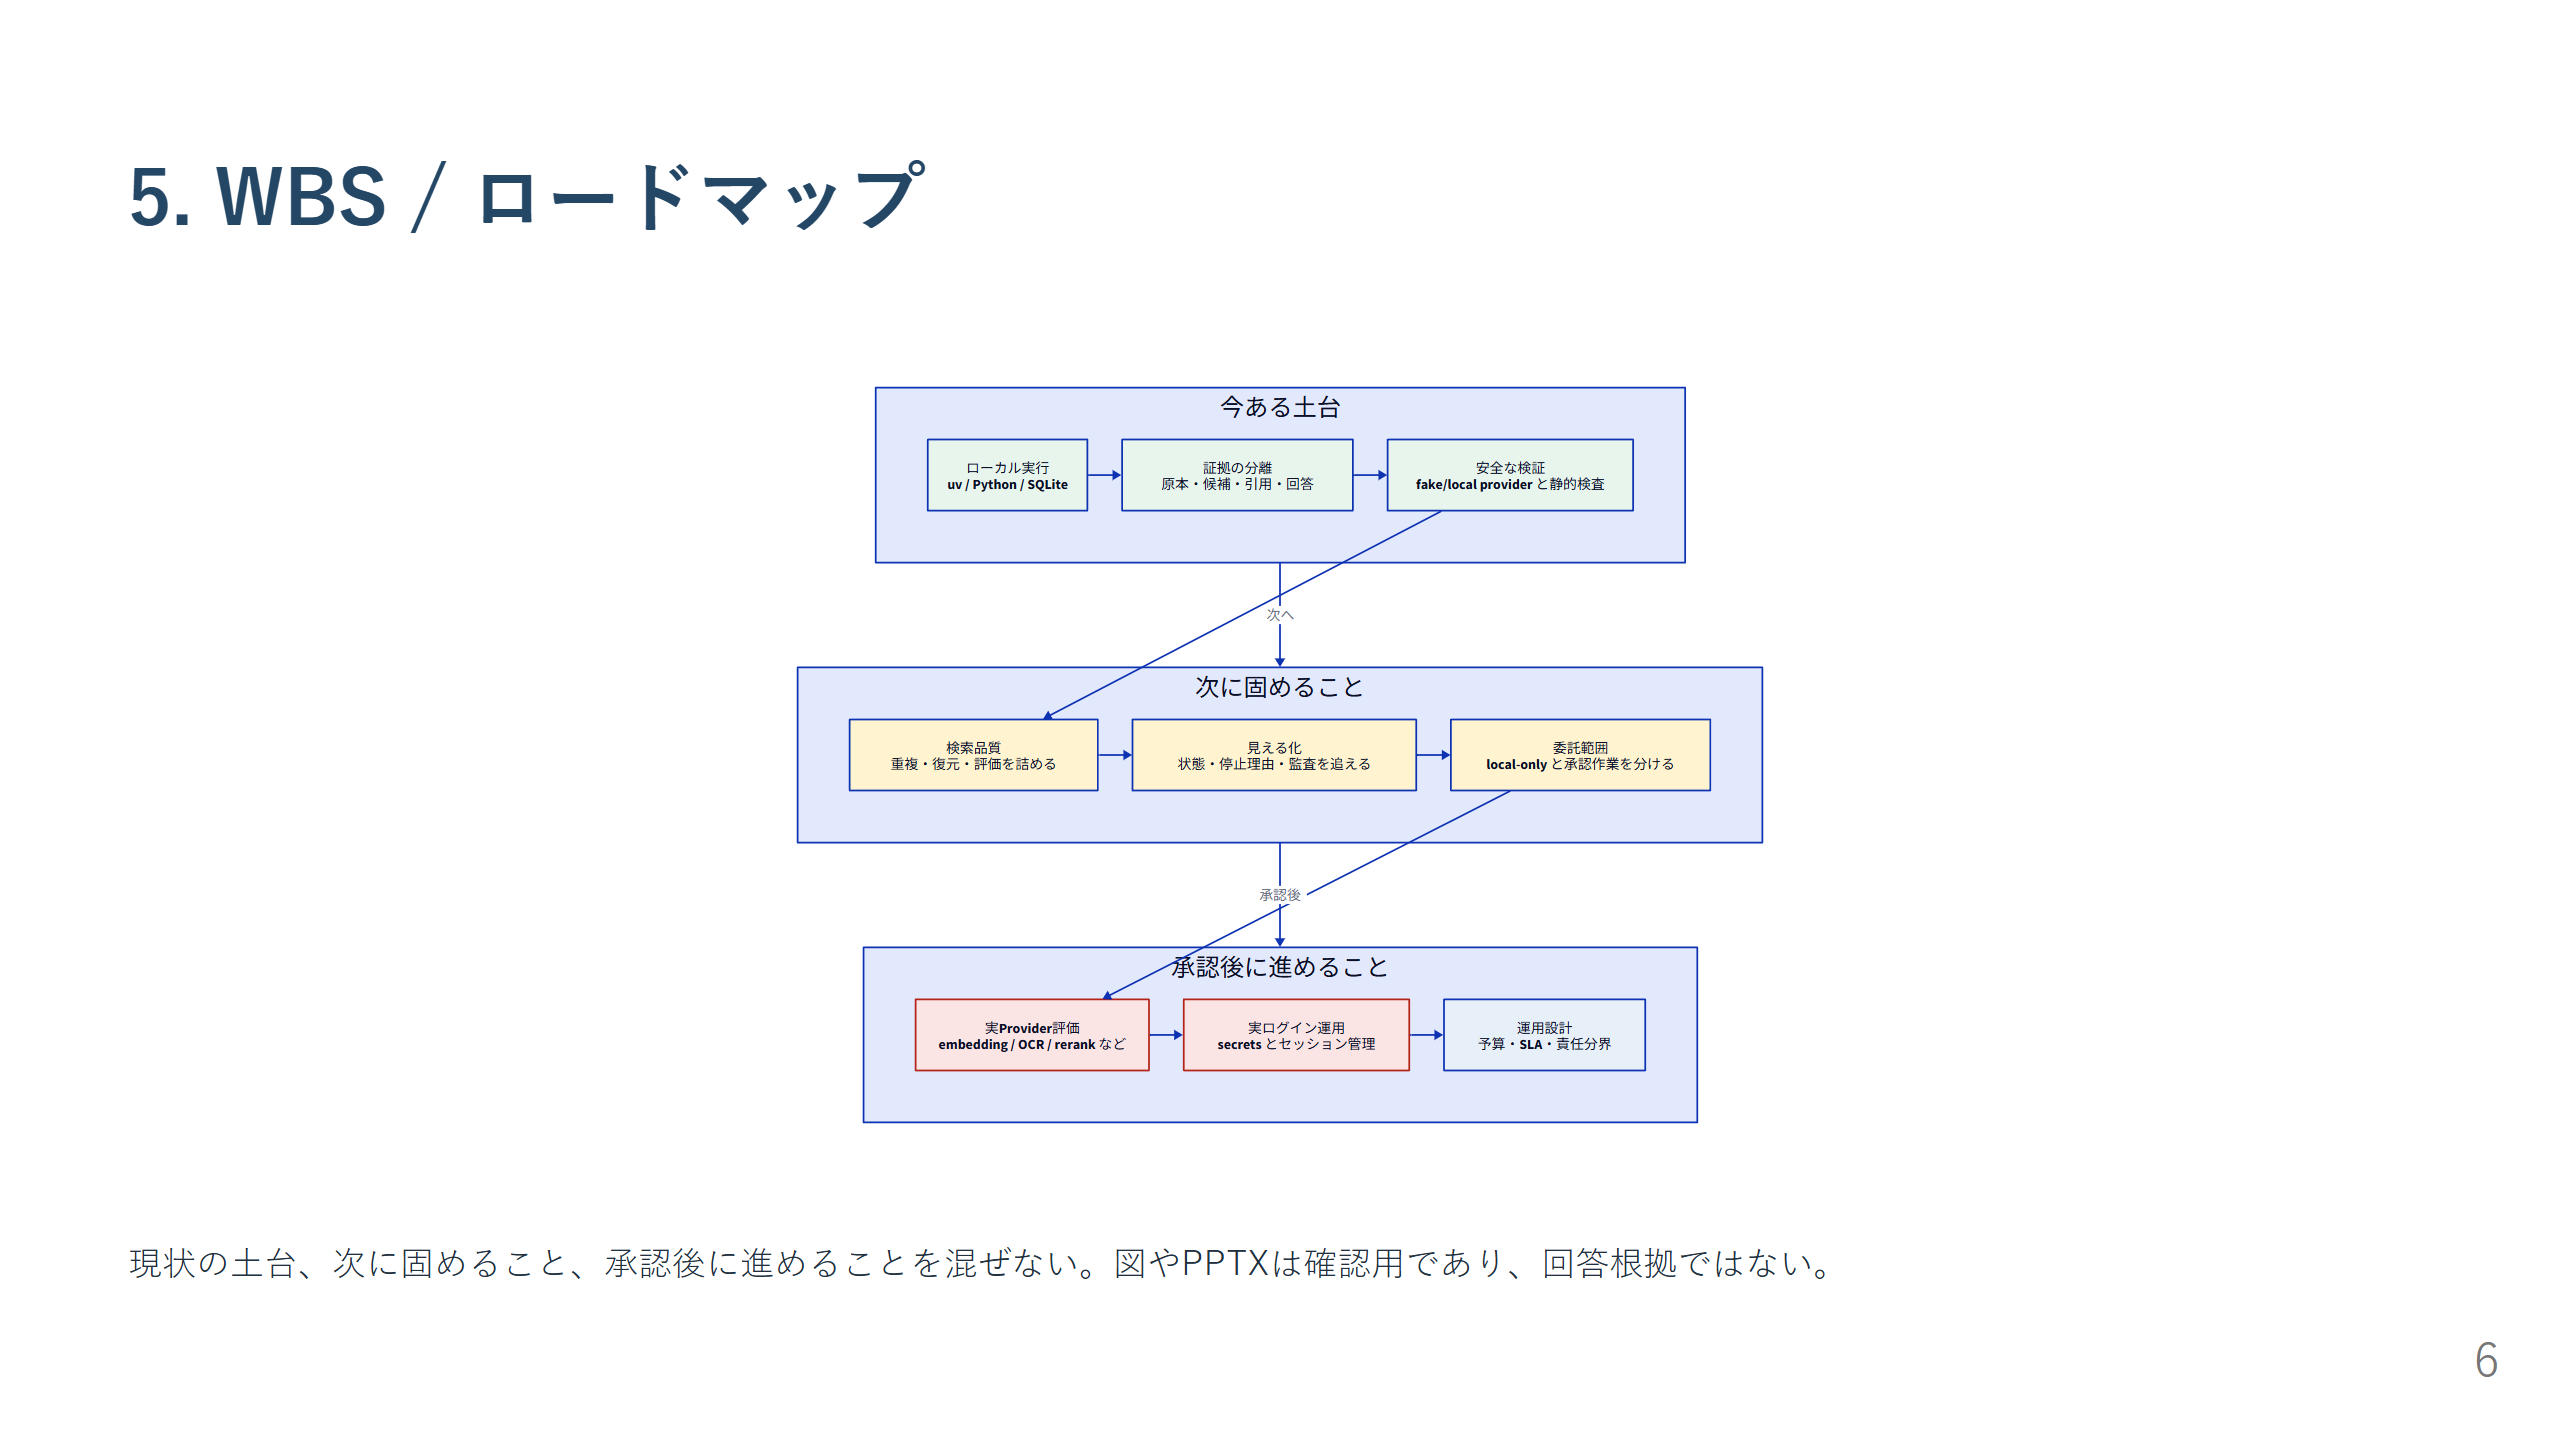 5. WBS / ロードマップ
今ある土台
ローカル実行
uv / Python / SQLite
証拠の分離
原本・候補・引用・回答
安全な検証
fake/local provider と静的検査
次へ
次に固めること
検索品質
重複・復元・評価を詰める
見える化
状態・停止理由・監査を追える
委託範囲
local-only と承認作業を分ける
承認後
承認後に進めること
実Provider評価
embedding / OCR / rerank など
実ログイン運用
secrets とセッション管理
運用設計
予算・SLA・責任分界
現状の土台、次に固めること、承認後に進めることを混ぜない。図やPPTXは確認用であり、回答根拠ではない。
6